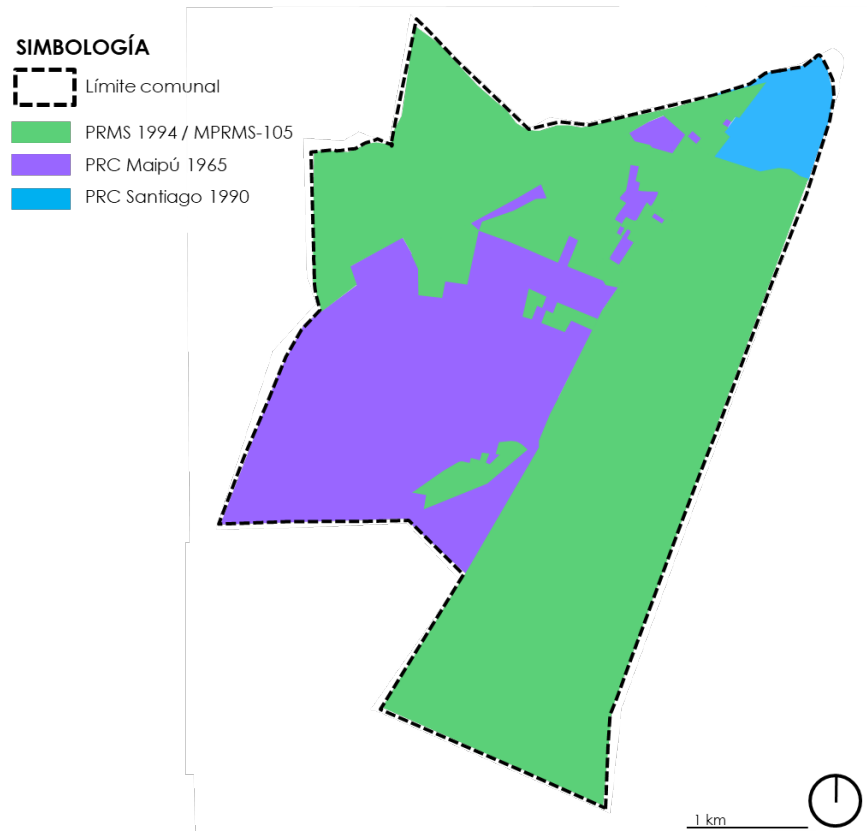 SIMBOLOGÍA
Límite comunal
PRMS 1994 / MPRMS-105
PRC Maipú 1965
PRC Santiago 1990
1 km